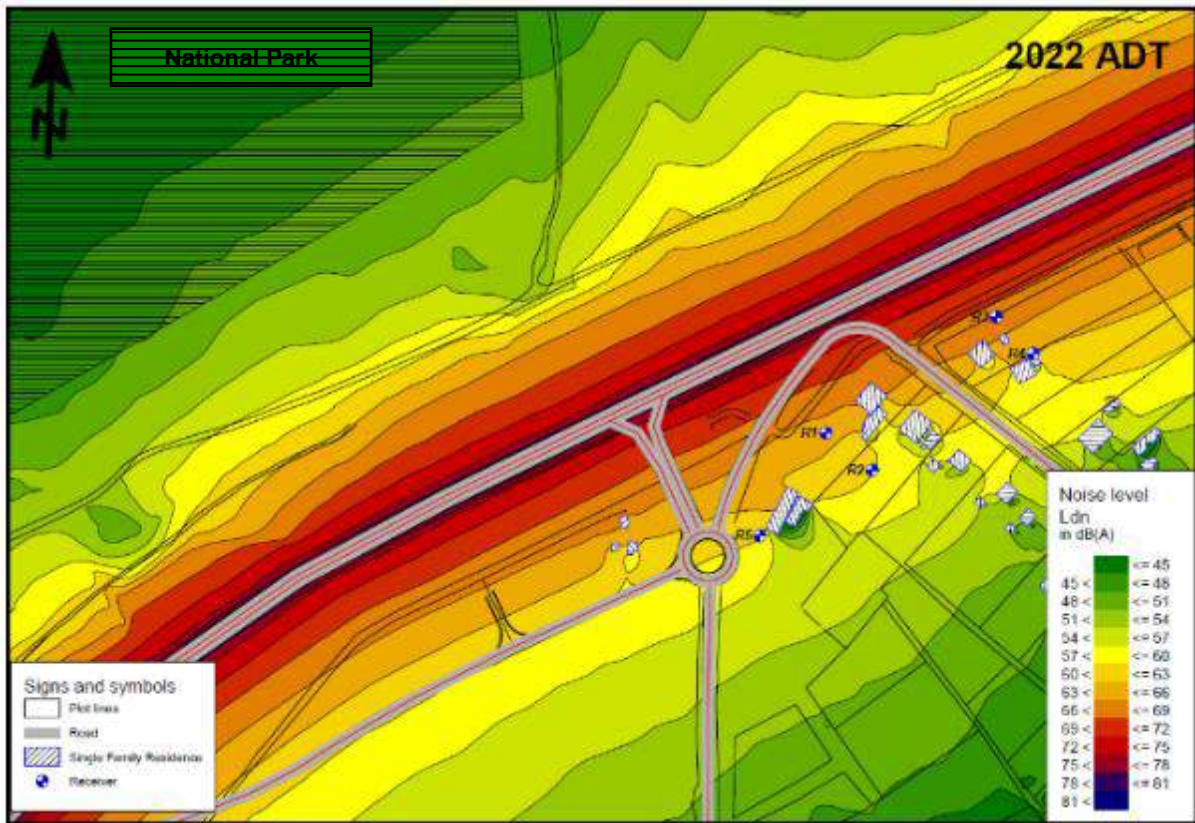 National Park
2022 ADT
N
R3
R4
R1
R2
R5
Noise level
Ldn
in dB(A)
<= 45
45 < <= 48
48 < <= 51
51 < <= 54
54 < <= 57
57 < <= 60
60 < <= 63
63 < <= 66
66 < <= 69
69 < <= 72
72 < <= 75
75 < <= 78
78 < <= 81
81 <
Signs and symbols
Plot lines
Road
Single Family Residence
Receiver